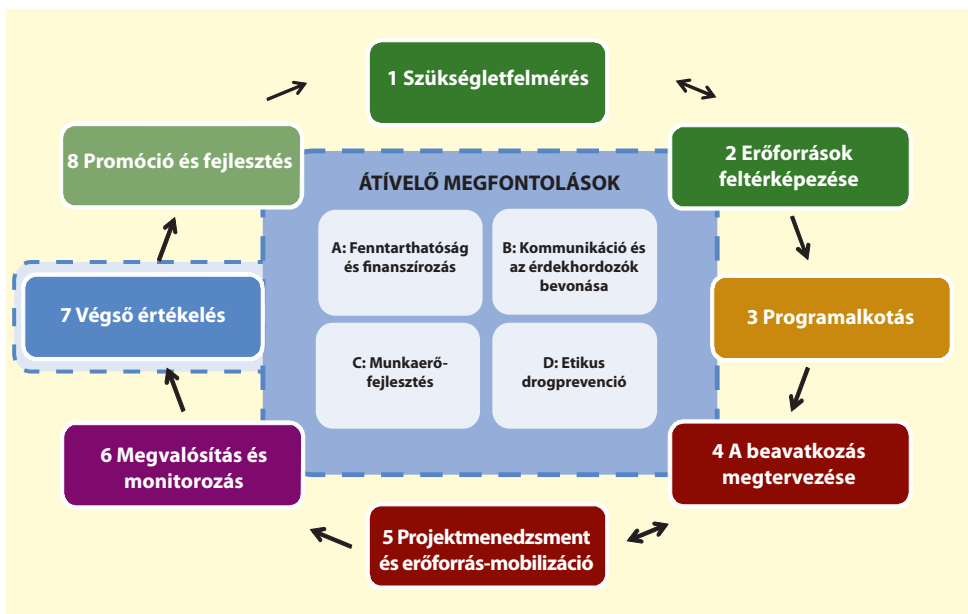 1 Szükségletfelmérés
2 Erőforrások
feltérképezése
3 Programalkotás
4 A beavatkozás
megtervezése
5 Projektmenedzsment
és erőforrás-mobilizáció
6 Megvalósítás és
monitorozás
7 Végső értékelés
8 Promóció és fejlesztés
ÁTÍVELŐ MEGFONTOLÁSOK
A: Fenntarthatóság
és finanszírozás
B: Kommunikáció és
az érdekhordozók
bevonása
C: Munkaerő-
fejlesztés
D: Etikus
drogprevenció